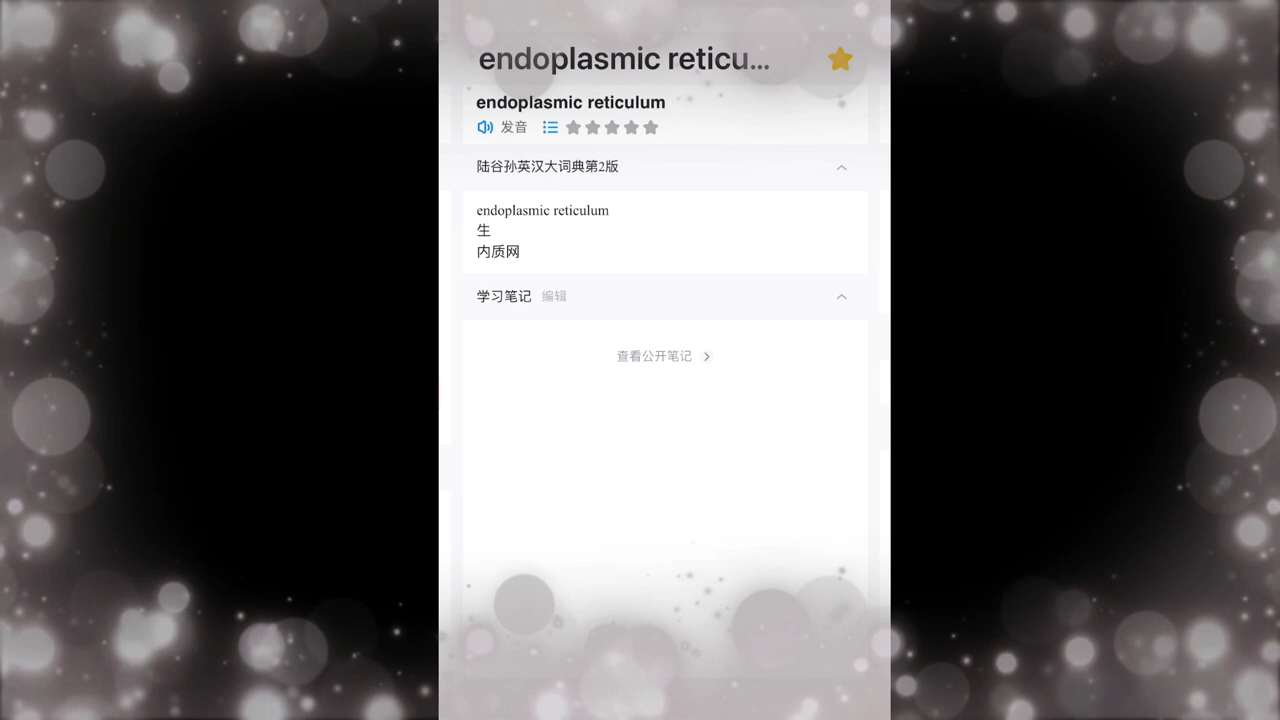 endoplasmic reticu...
endoplasmic reticulum
发音
陆谷孙英汉大词典第2版
endoplasmic reticulum
生
内质网
学习笔记 编辑
查看公开笔记